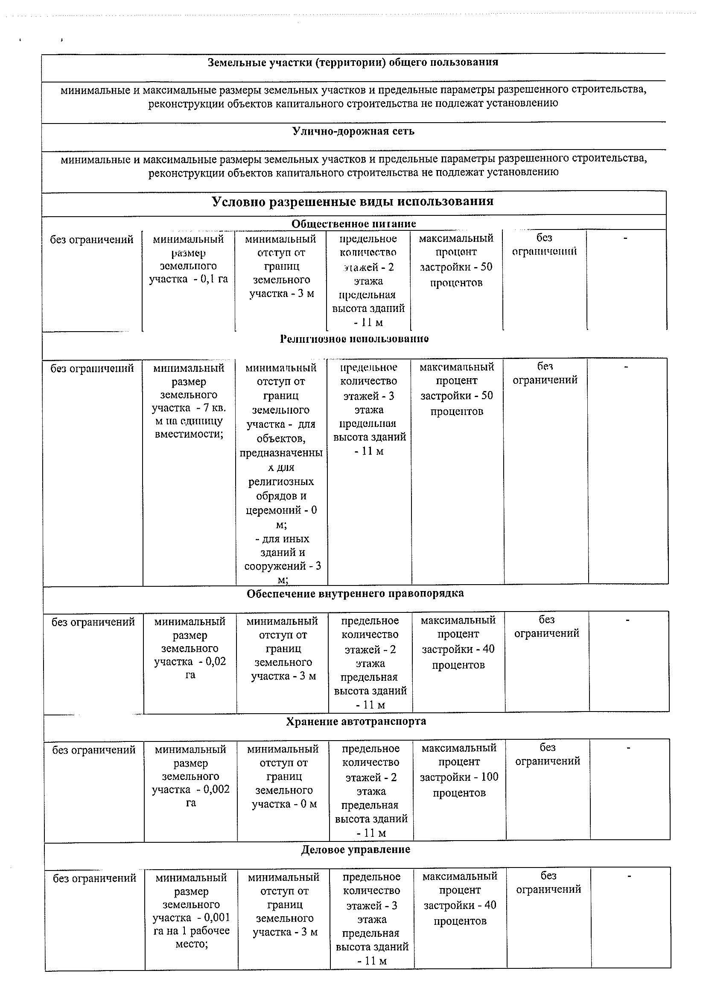 Земельные участки (территории) общего пользования
минимальные и максимальные размеры земельных участков и предельные параметры разрешенного строительства,
реконструкции объектов капитального строительства не подлежат установлению
Улично-дорожная сеть
минимальные и максимальные размеры земельных участков и предельные параметры разрешенного строительства,
реконструкции объектов капитального строительства не подлежат установлению
Условно разрешенные виды использования
Общественное питание
без ограничений
минимальный
размер
земельного
участка - 0,1 га
минимальный
отступ от
границ
земельного
участка - 3 м
предельное
количество
этажей - 2
этажа
предельная
высота зданий
- 11 м
максимальный
процент
застройки - 50
процентов
без
ограничений
-
Религиозное использование
без ограничений
минимальный
размер
земельного
участка - 7 кв.
м на единицу
вместимости;
минимальный
отступ от
границ
земельного
участка - для
объектов,
предназначенны
х для
религиозных
обрядов и
церемоний - 0
м;
- для иных
зданий и
сооружений - 3
м;
предельное
количество
этажей - 3
этажа
предельная
высота зданий
- 11 м
максимальный
процент
застройки - 50
процентов
без
ограничений
-
Обеспечение внутреннего правопорядка
без ограничений
минимальный
размер
земельного
участка - 0,02
га
минимальный
отступ от
границ
земельного
участка - 3 м
предельное
количество
этажей - 2
этажа
предельная
высота зданий
- 11 м
максимальный
процент
застройки - 40
процентов
без
ограничений
-
Хранение автотранспорта
без ограничений
минимальный
размер
земельного
участка - 0,002
га
минимальный
отступ от
границ
земельного
участка - 0 м
предельное
количество
этажей - 2
этажа
предельная
высота зданий
- 11 м
максимальный
процент
застройки - 100
процентов
без
ограничений
-
Деловое управление
без ограничений
минимальный
размер
земельного
участка - 0,001
га на 1 рабочее
место;
минимальный
отступ от
границ
земельного
участка - 3 м
предельное
количество
этажей - 3
этажа
предельная
высота зданий
- 11 м
максимальный
процент
застройки - 40
процентов
без
ограничений
-